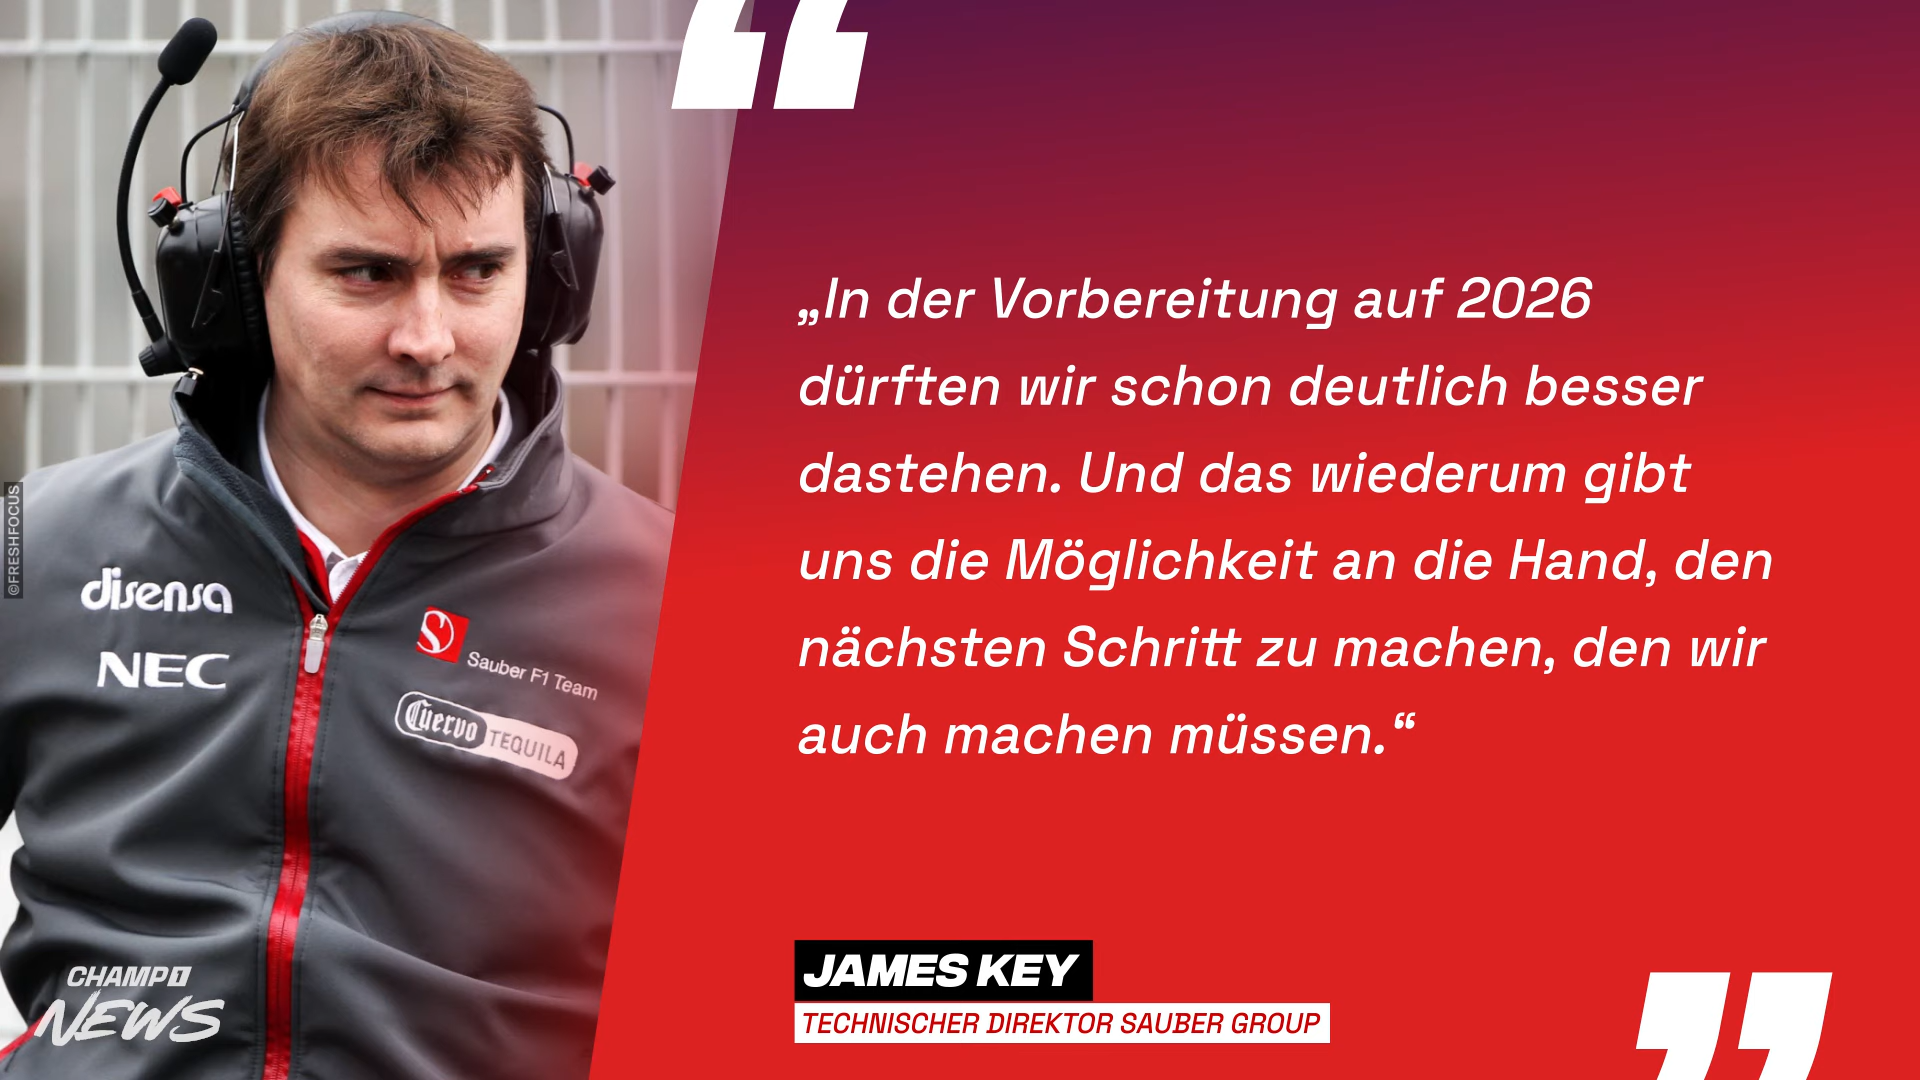 „In der Vorbereitung auf 2026
dürften wir schon deutlich besser
dastehen. Und das wiederum gibt
uns die Möglichkeit an die Hand, den
nächsten Schritt zu machen, den wir
auch machen müssen.“
JAMES KEY
TECHNISCHER DIREKTOR SAUBER GROUP
©FRESHFOCUS
disensa
NEC
Sauber F1 Team
Cuervo TEQUILA
CHAMP1
NEWS